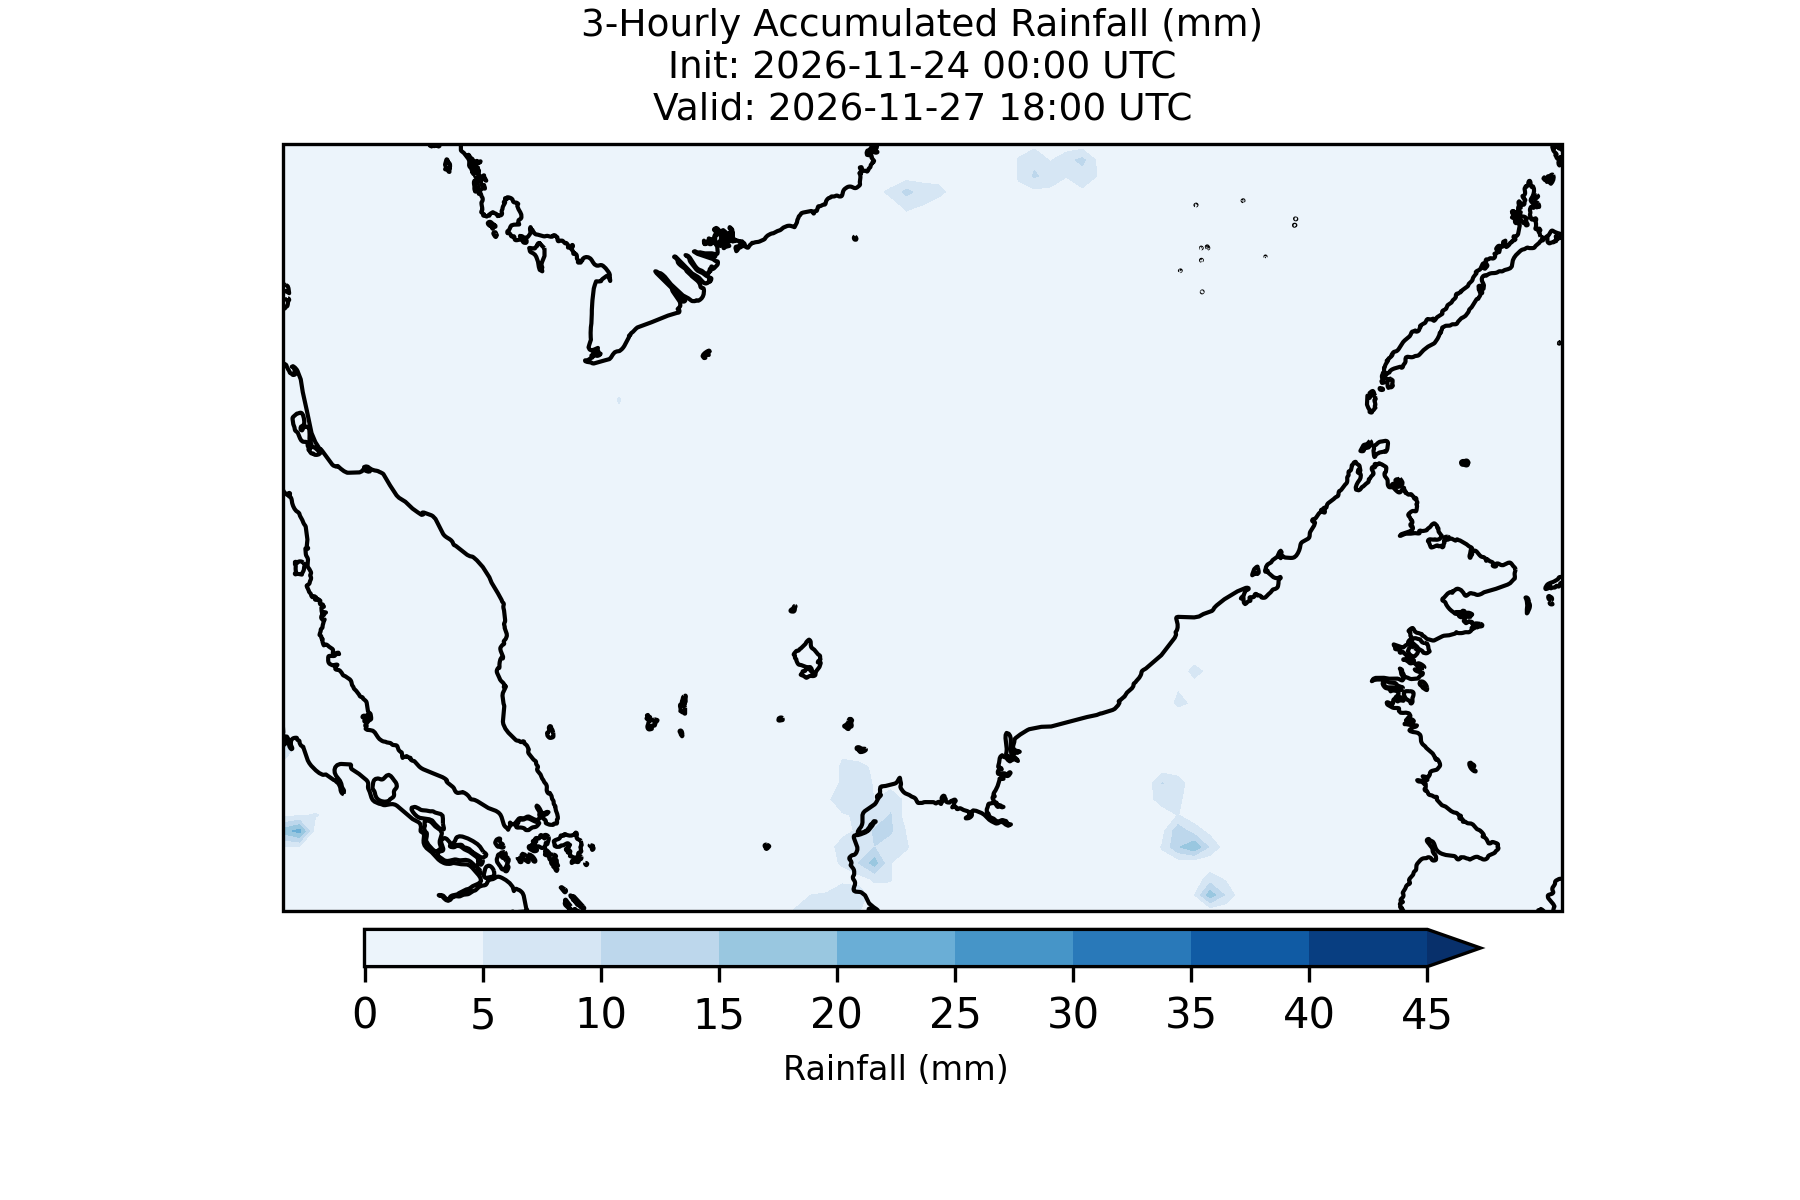 3-Hourly Accumulated Rainfall (mm)
Init: 2026-11-24 00:00 UTC
Valid: 2026-11-27 18:00 UTC
0 5 10 15 20 25 30 35 40 45
Rainfall (mm)